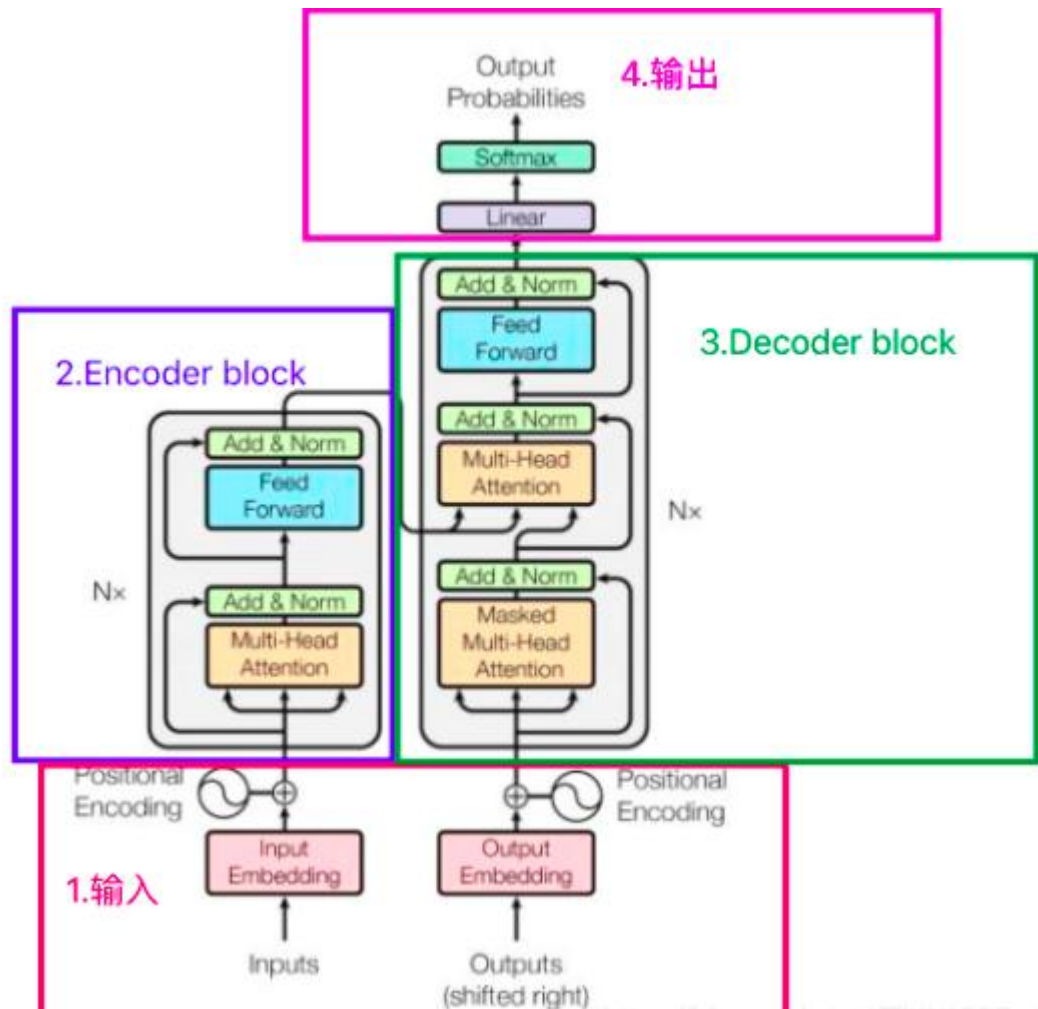 Output
Probabilities
4.输出
Softmax
Linear
Add & Norm
Feed
Forward
3.Decoder block
Add & Norm
Multi-Head
Attention
Nx
Add & Norm
Masked
Multi-Head
Attention
2.Encoder block
Add & Norm
Feed
Forward
Nx
Add & Norm
Multi-Head
Attention
Positional
Encoding
Positional
Encoding
Input
Embedding
Output
Embedding
1.输入
Inputs
Outputs
(shifted right)